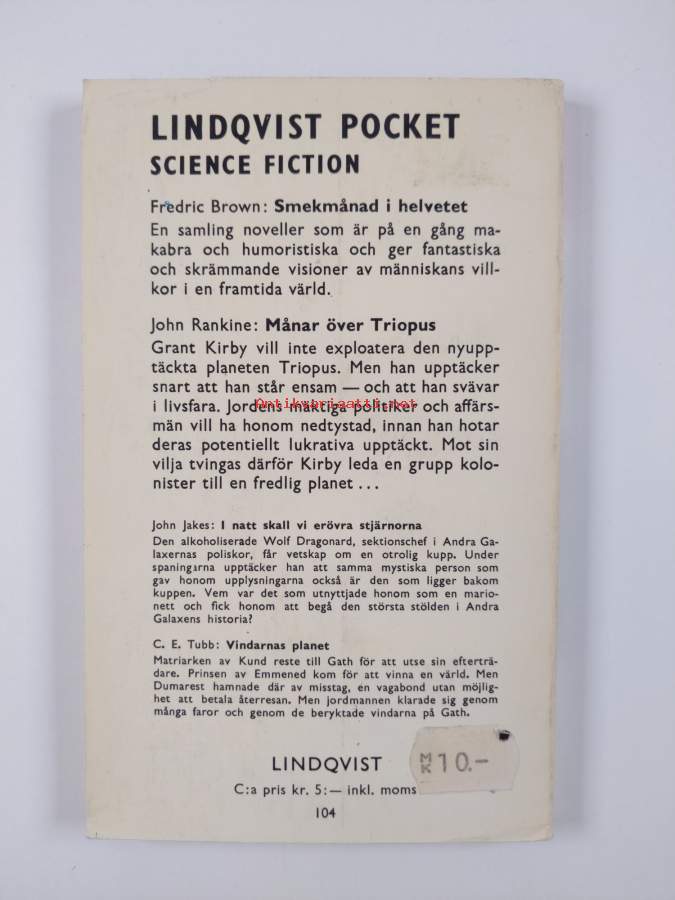 LINDQVIST POCKET
SCIENCE FICTION
Fredric Brown: Smekmånad i helvetet
En samling noveller som är på en gång ma-
kabra och humoristiska och ger fantastiska
och skrämmande visioner av människans vill-
kor i en framtida värld.
John Rankine: Månar över Triopus
Grant Kirby vill inte exploatera den nyupp-
täckta planeten Triopus. Men han upptäcker
snart att han står ensam — och att han svävar
i livsfara. Jordens mäktiga politiker och affärs-
Antikvariaatti.net
män vill ha honom nedtystad, innan han hotar
deras potentiellt lukrativa upptäckt. Mot sin
vilja tvingas därför Kirby leda en grupp kolo-
nister till en fredlig planet ...
John Jakes: I natt skall vi erövra stjärnorna
Den alkoholiserade Wolf Dragonard, sektionschef i Andra Ga-
laxernas poliskor, får vetskap om en otrolig kupp. Under
spaningarna upptäcker han att samma mystiska person som
gav honom upplysningarna också är den som ligger bakom
kuppen. Vem var det som utnyttjade honom som en mario-
nett och fick honom att begå den största stölden i Andra
Galaxens historia?
C. E. Tubb: Vindarnas planet
Matriarken av Kund reste till Gath för att utse sin efterträ-
dare. Prinsen av Emmened kom för att vinna en värld. Men
Dumarest hamnade där av misstag, en vagabond utan möjlig-
het att betala återresan. Men jordmannen klarade sig genom
många faror och genom de beryktade vindarna på Gath.
LINDQVIST
MK 10.-
C:a pris kr. 5:— inkl. moms
104